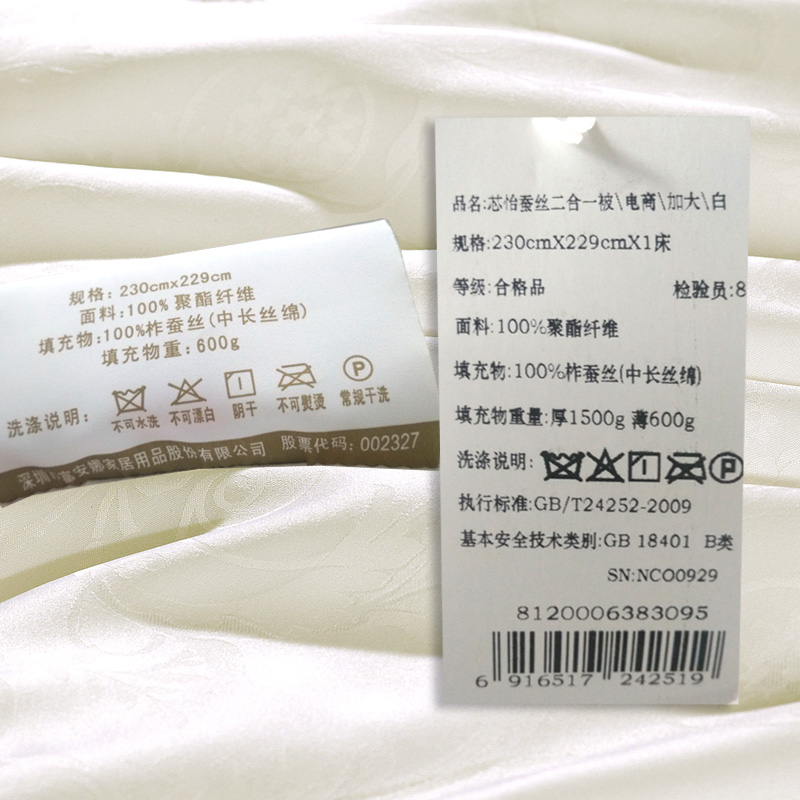 规格: 230cmx229cm
面料: 100% 聚酯纤维
填充物: 100%柞蚕丝(中长丝绵)
填充物重: 600g
洗涤说明:
不可水洗 不可漂白 阴干 不可熨烫 常规干洗
P
深圳市富安娜家居用品股份有限公司 股票代码: 002327
品名:芯怡蚕丝二合一被\电商\加大\白
规格:230cmX229cmX1床
等级:合格品 检验员:8
面料:100%聚酯纤维
填充物:100%柞蚕丝(中长丝绵)
填充物重量:厚1500g 薄600g
洗涤说明: P
执行标准:GB/T24252-2009
基本安全技术类别:GB 18401 B类
SN:NCO0929
8120006383095
6 916517 242519